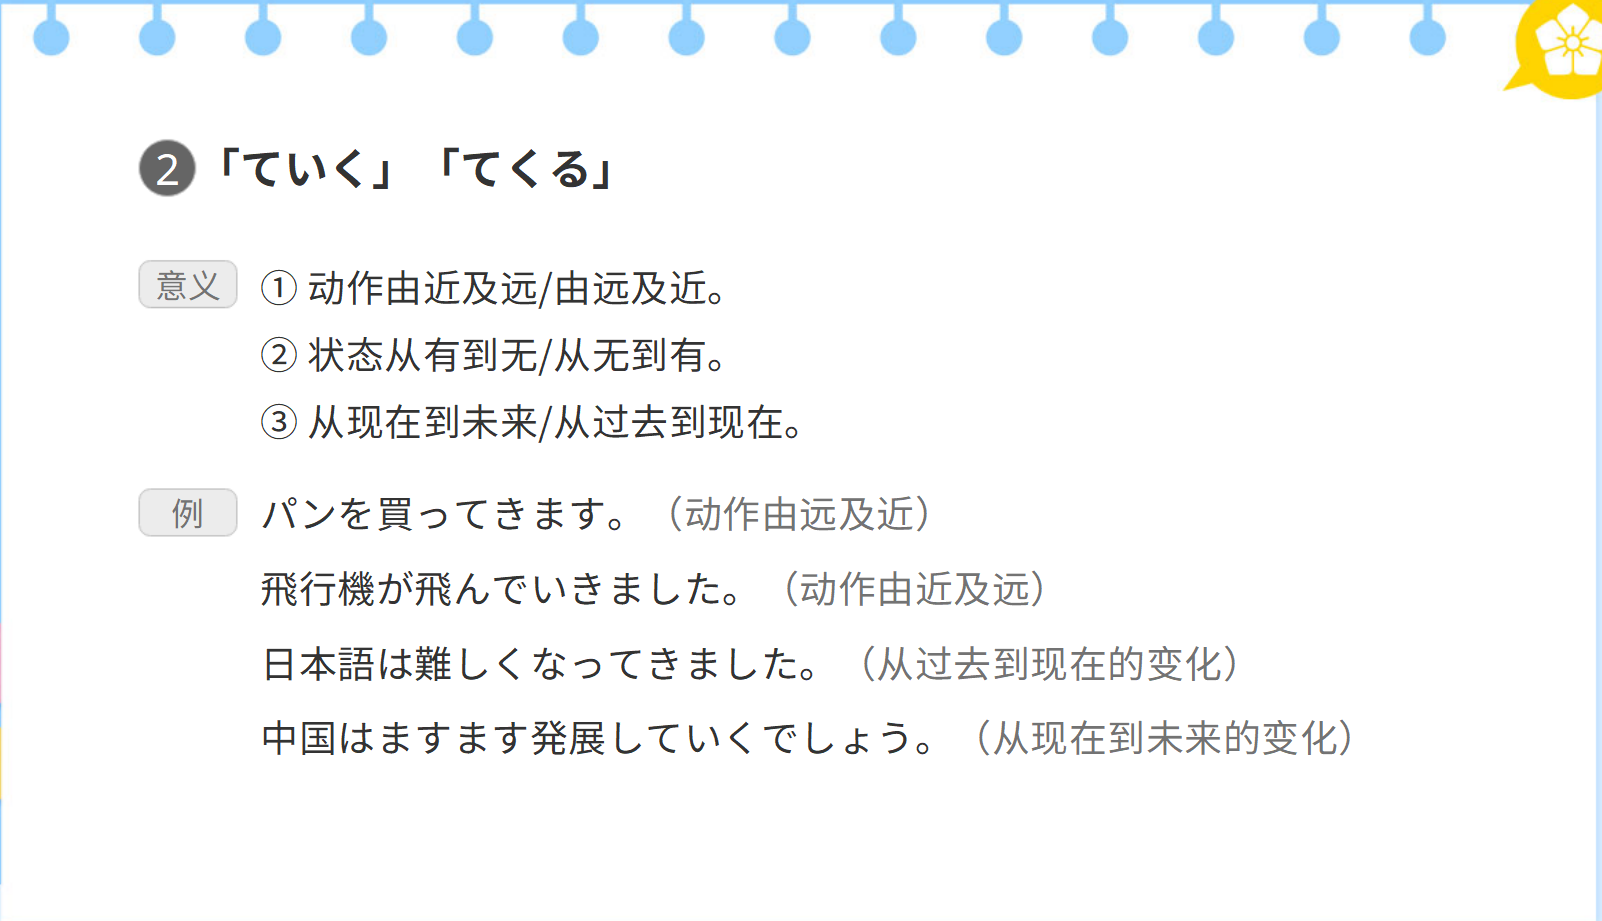 2「ていく」「てくる」
意义 ① 动作由近及远/由远及近。
② 状态从有到无/从无到有。
③ 从现在到未来/从过去到现在。
例 パンを買ってきます。（动作由远及近）
飛行機が飛んでいきました。（动作由近及远）
日本語は難しくなってきました。（从过去到现在的变化）
中国はますます発展していくでしょう。（从现在到未来的变化）